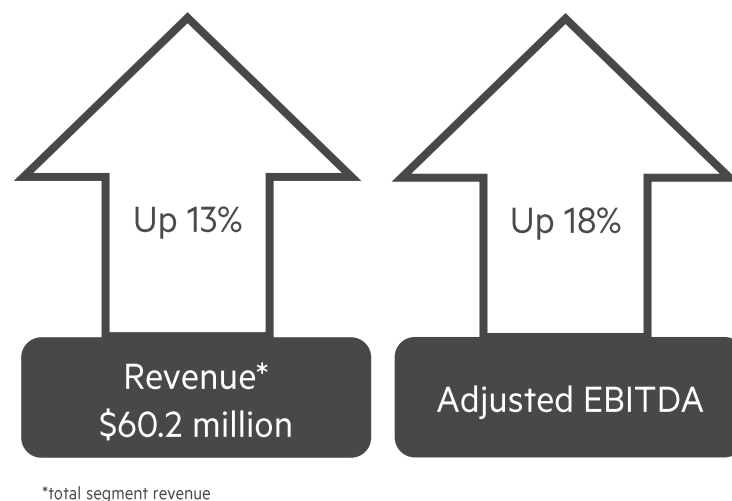 Up 13%
Up 18%
Revenue*
$60.2 million
Adjusted EBITDA
*total segment revenue